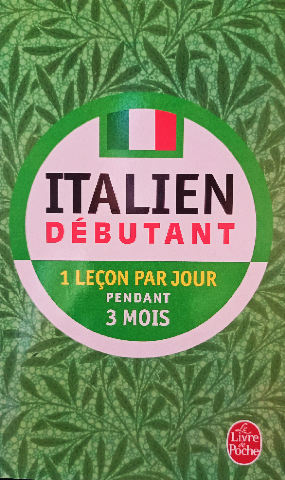 ITALIEN
DÉBUTANT
1 LEÇON PAR JOUR
PENDANT
3 MOIS
Le
Livre
de
Poche